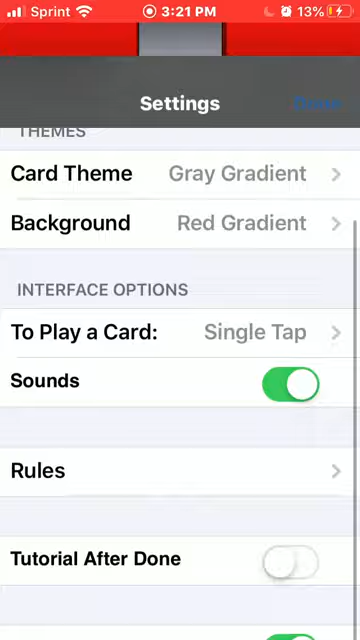 Sprint 3:21 PM 13%
Settings Done
THEMES
Card Theme Gray Gradient
Background Red Gradient
INTERFACE OPTIONS
To Play a Card: Single Tap
Sounds
Rules
Tutorial After Done